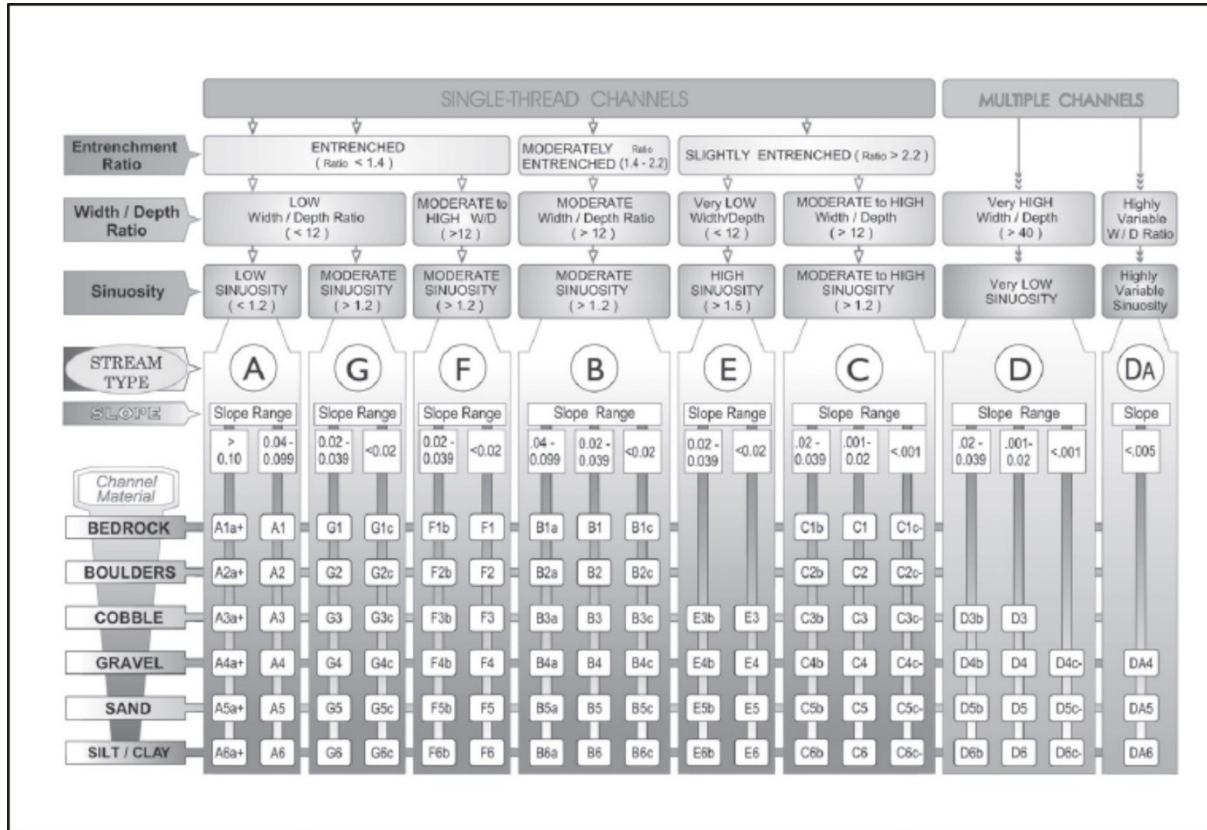 SINGLE-THREAD CHANNELS
MULTIPLE CHANNELS
Entrenchment
Ratio
ENTRENCHED
( Ratio < 1.4 )
MODERATELY Ratio
ENTRENCHED (1.4 - 2.2)
SLIGHTLY ENTRENCHED ( Ratio > 2.2 )
Width / Depth
Ratio
LOW
Width / Depth Ratio
( < 12 )
MODERATE to
HIGH W/D
( >12 )
MODERATE
Width / Depth Ratio
( > 12 )
Very LOW
Width/Depth
( < 12 )
MODERATE to HIGH
Width / Depth
( > 12 )
Very HIGH
Width / Depth
( > 40 )
Highly
Variable
W / D Ratio
Sinuosity
LOW
SINUOSITY
( < 1.2 )
MODERATE
SINUOSITY
( > 1.2 )
MODERATE
SINUOSITY
( > 1.2 )
MODERATE
SINUOSITY
( > 1.2 )
HIGH
SINUOSITY
( > 1.5 )
MODERATE to HIGH
SINUOSITY
( > 1.2 )
Very LOW
SINUOSITY
Highly
Variable
Sinuosity
STREAM
TYPE
A G F B E C D DA
SLOPE
Slope Range Slope Range Slope Range Slope Range Slope Range Slope Range Slope Range Slope
> 0.10
0.04 - 0.099
0.02 - 0.039
<0.02
0.02 - 0.039
<0.02
.04 - 0.099
0.02 - 0.039
<0.02
0.02 - 0.039
<0.02
.02 - 0.039
.001- 0.02
<.001
.02 - 0.039
.001- 0.02
<.001
<.005
Channel
Material
BEDROCK A1a+ A1 G1 G1c F1b F1 B1a B1 B1c C1b C1 C1c-
BOULDERS A2a+ A2 G2 G2c F2b F2 B2a B2 B2c C2b C2 C2c-
COBBLE A3a+ A3 G3 G3c F3b F3 B3a B3 B3c E3b E3 C3b C3 C3c- D3b D3
GRAVEL A4a+ A4 G4 G4c F4b F4 B4a B4 B4c E4b E4 C4b C4 C4c- D4b D4 D4c- DA4
SAND A5a+ A5 G5 G5c F5b F5 B5a B5 B5c E5b E5 C5b C5 C5c- D5b D5 D5c- DA5
SILT / CLAY A6a+ A6 G6 G6c F6b F6 B6a B6 B6c E6b E6 C6b C6 C6c- D6b D6 D6c- DA6